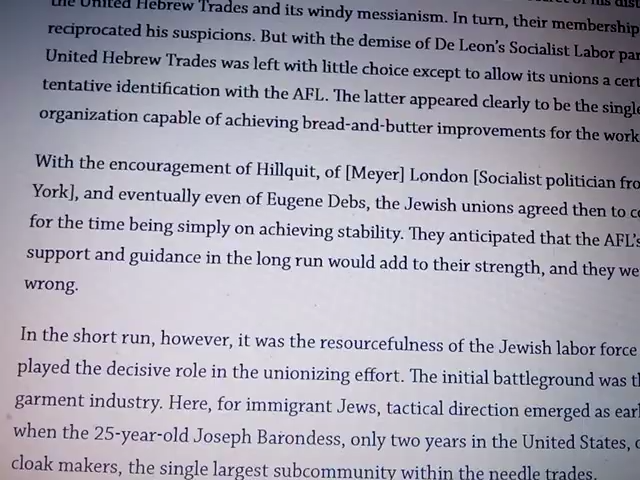 the United Hebrew Trades and its windy messianism. In turn, their membership
reciprocated his suspicions. But with the demise of De Leon's Socialist Labor par
United Hebrew Trades was left with little choice except to allow its unions a cert
tentative identification with the AFL. The latter appeared clearly to be the single
organization capable of achieving bread-and-butter improvements for the work
With the encouragement of Hillquit, of [Meyer] London [Socialist politician fro
York], and eventually even of Eugene Debs, the Jewish unions agreed then to c
for the time being simply on achieving stability. They anticipated that the AFL's
support and guidance in the long run would add to their strength, and they we
wrong.
In the short run, however, it was the resourcefulness of the Jewish labor force
played the decisive role in the unionizing effort. The initial battleground was t
garment industry. Here, for immigrant Jews, tactical direction emerged as earl
when the 25-year-old Joseph Barondess, only two years in the United States,
cloak makers, the single largest subcommunity within the needle trades.